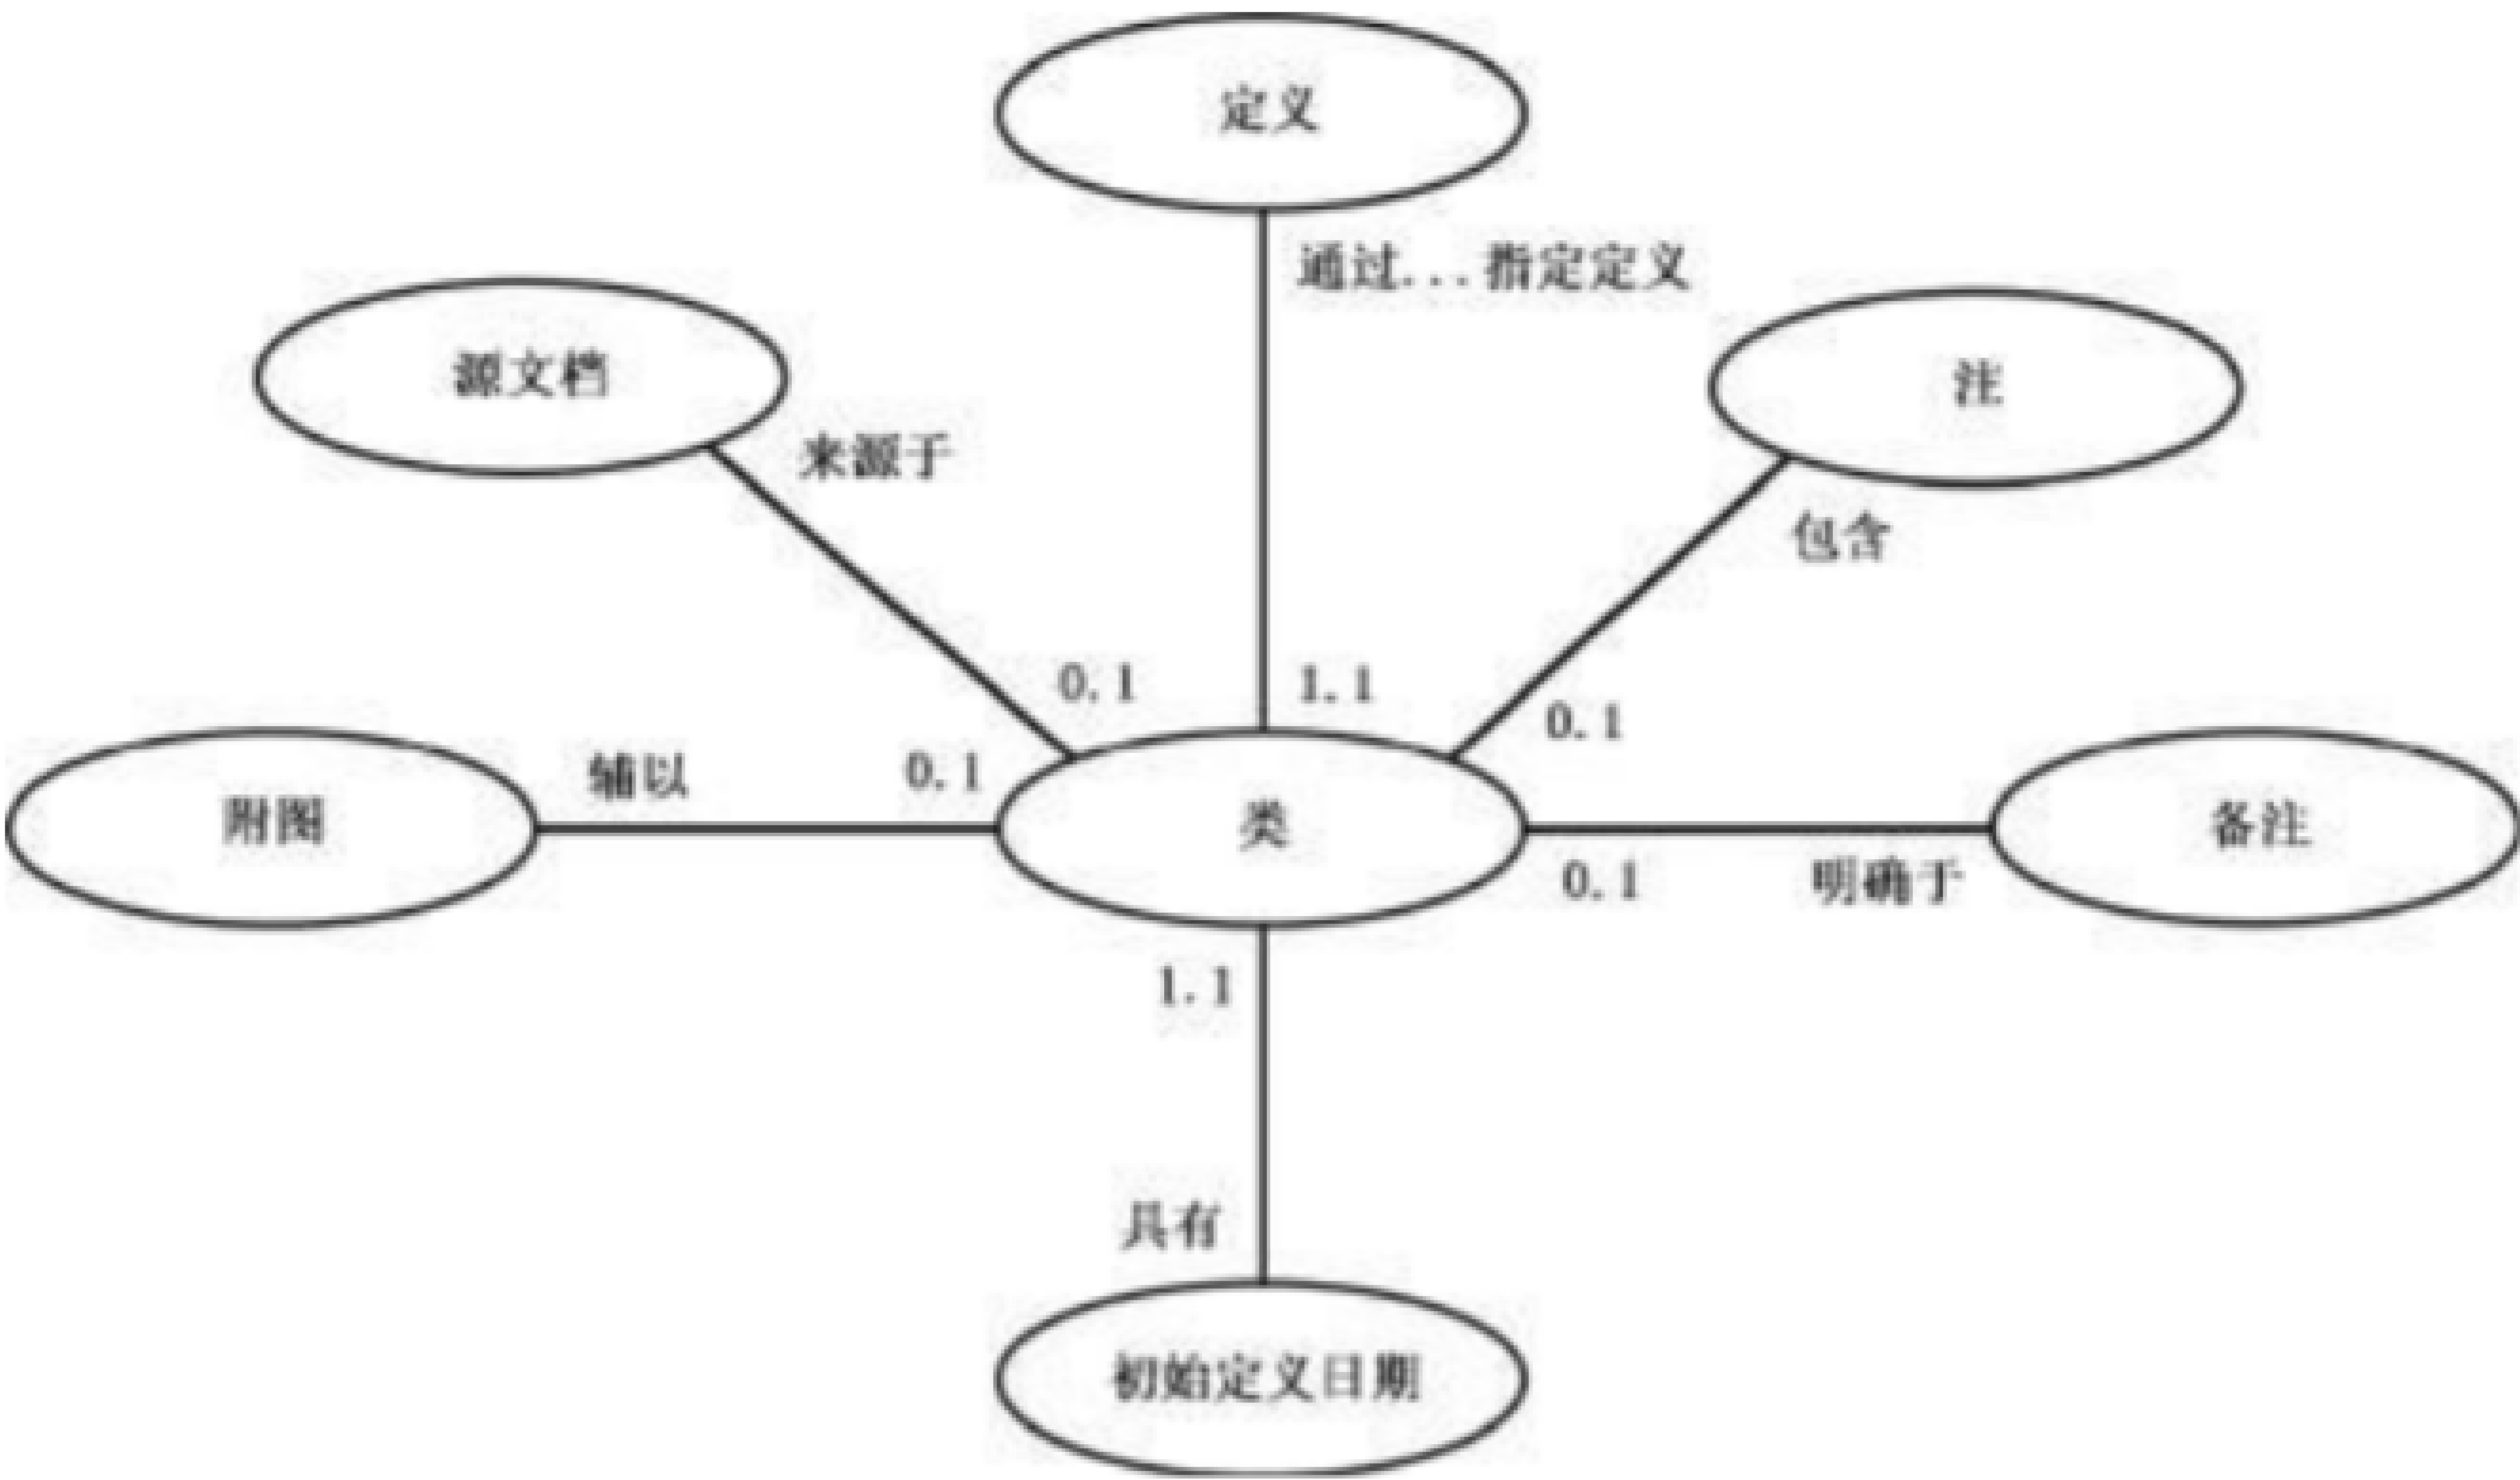 定义
通过...指定定义
源文档
注
来源于
包含
0.1
1.1
0.1
附图
辅以
0.1
类
0.1
明确于
备注
1.1
具有
初始定义日期